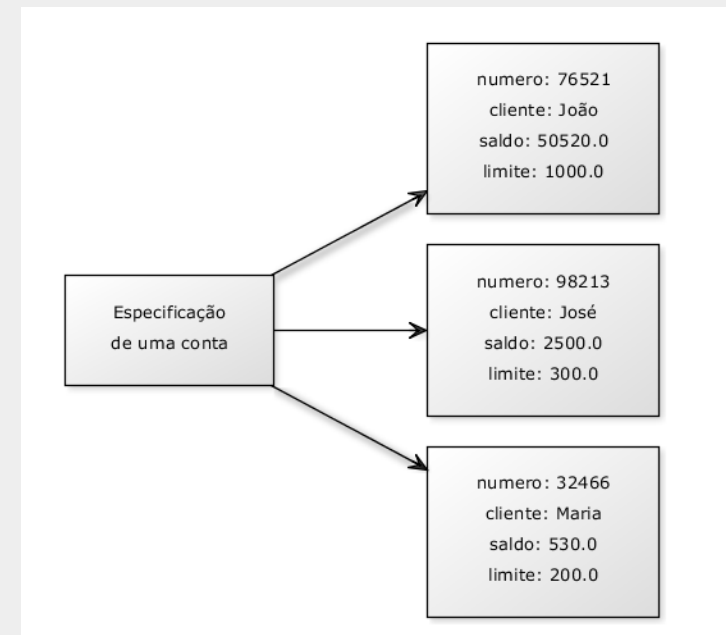 numero: 76521
cliente: João
saldo: 50520.0
limite: 1000.0
Especificação
de uma conta
numero: 98213
cliente: José
saldo: 2500.0
limite: 300.0
numero: 32466
cliente: Maria
saldo: 530.0
limite: 200.0